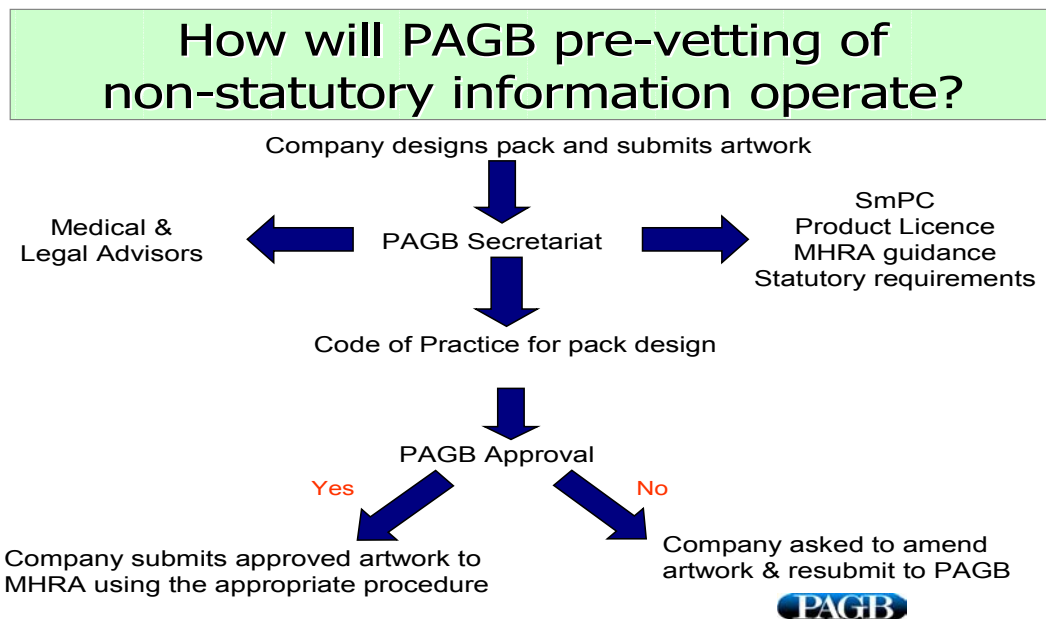 How will PAGB pre-vetting of
non-statutory information operate?
Company designs pack and submits artwork
Medical &
Legal Advisors
PAGB Secretariat
SmPC
Product Licence
MHRA guidance
Statutory requirements
Code of Practice for pack design
PAGB Approval
Yes
No
Company submits approved artwork to
MHRA using the appropriate procedure
Company asked to amend
artwork & resubmit to PAGB
PAGB